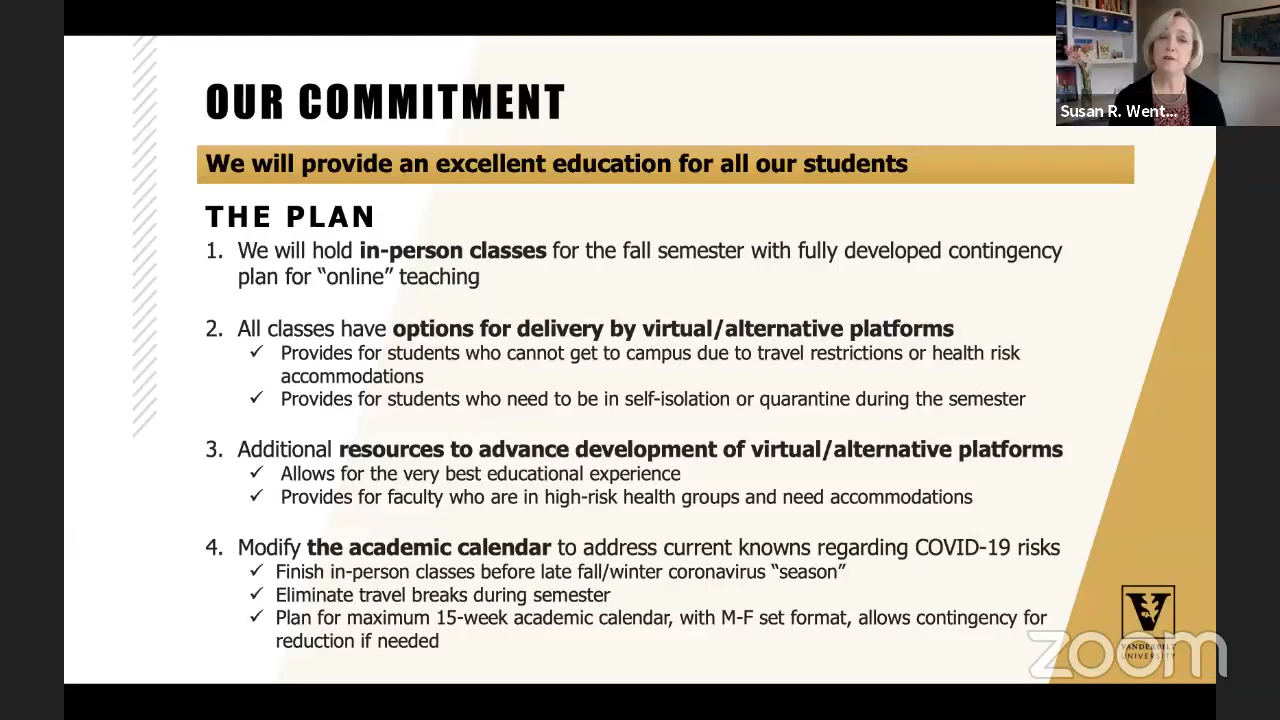 Susan R. Went...
OUR COMMITMENT
We will provide an excellent education for all our students
THE PLAN
1. We will hold in-person classes for the fall semester with fully developed contingency
plan for “online” teaching
2. All classes have options for delivery by virtual/alternative platforms
✓ Provides for students who cannot get to campus due to travel restrictions or health risk
accommodations
✓ Provides for students who need to be in self-isolation or quarantine during the semester
3. Additional resources to advance development of virtual/alternative platforms
✓ Allows for the very best educational experience
✓ Provides for faculty who are in high-risk health groups and need accommodations
4. Modify the academic calendar to address current knowns regarding COVID-19 risks
✓ Finish in-person classes before late fall/winter coronavirus “season”
✓ Eliminate travel breaks during semester
✓ Plan for maximum 15-week academic calendar, with M-F set format, allows contingency for
reduction if needed
V
VANDERBILT
UNIVERSITY
zoom